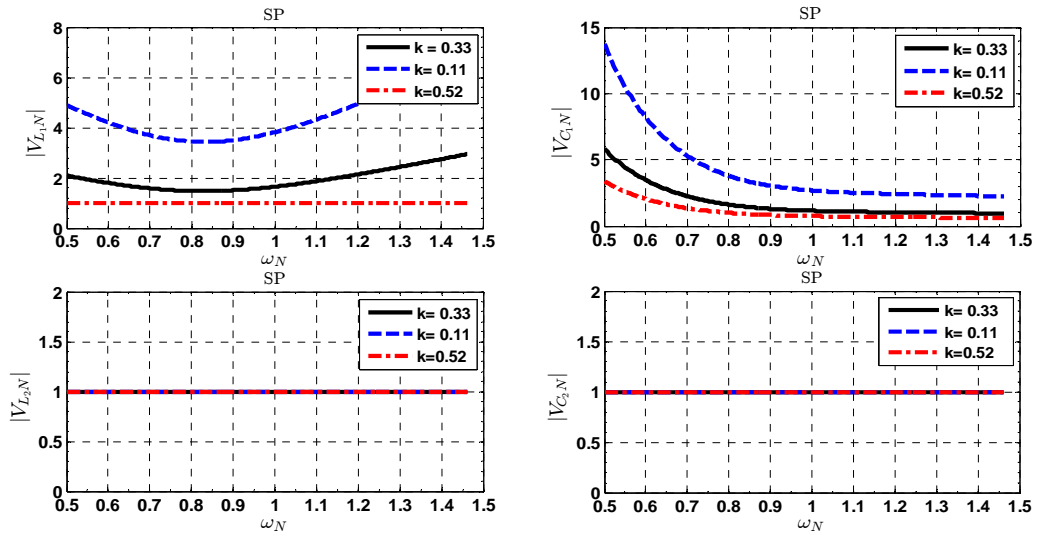 SP
|V_{L_1N}|
8
6
4
2
0
k = 0.33
k= 0.11
k=0.52
0.5 0.6 0.7 0.8 0.9 1 1.1 1.2 1.3 1.4 1.5
ω_N
SP
|V_{C_1N}|
15
10
5
0
k= 0.33
k= 0.11
k=0.52
0.5 0.6 0.7 0.8 0.9 1 1.1 1.2 1.3 1.4 1.5
ω_N
SP
|V_{L_2N}|
2
1.5
1
0.5
0
k= 0.33
k= 0.11
k=0.52
0.5 0.6 0.7 0.8 0.9 1 1.1 1.2 1.3 1.4 1.5
ω_N
SP
|V_{C_2N}|
2
1.5
1
0.5
0
k= 0.33
k= 0.11
k=0.52
0.5 0.6 0.7 0.8 0.9 1 1.1 1.2 1.3 1.4 1.5
ω_N